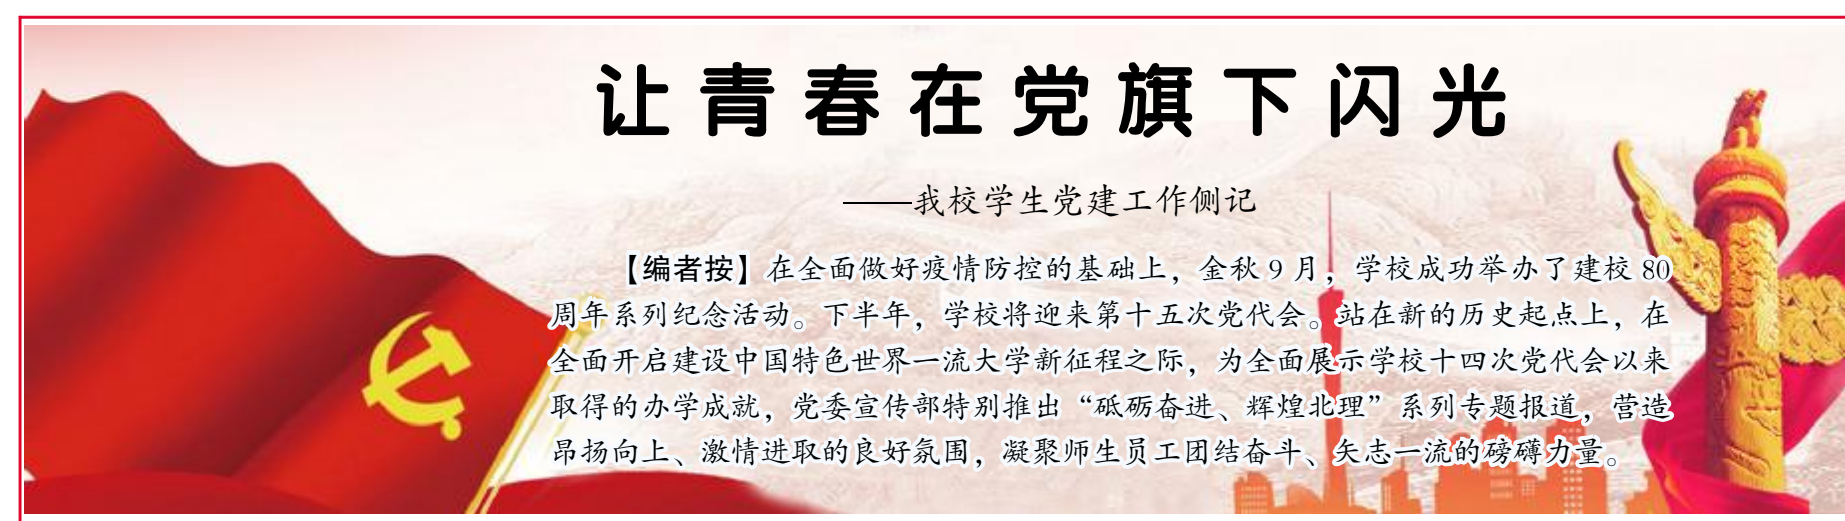 让青春在党旗下闪光
——我校学生党建工作侧记
【编者按】在全面做好疫情防控的基础上，金秋9月，学校成功举办了建校80
周年系列纪念活动。下半年，学校将迎来第十五次党代会。站在新的历史起点上，在
全面开启建设中国特色世界一流大学新征程之际，为全面展示学校十四次党代会以来
取得的办学成就，党委宣传部特别推出“砥砺奋进、辉煌北理”系列专题报道，营造
昂扬向上、激情进取的良好氛围，凝聚师生员工团结奋斗、矢志一流的磅礴力量。